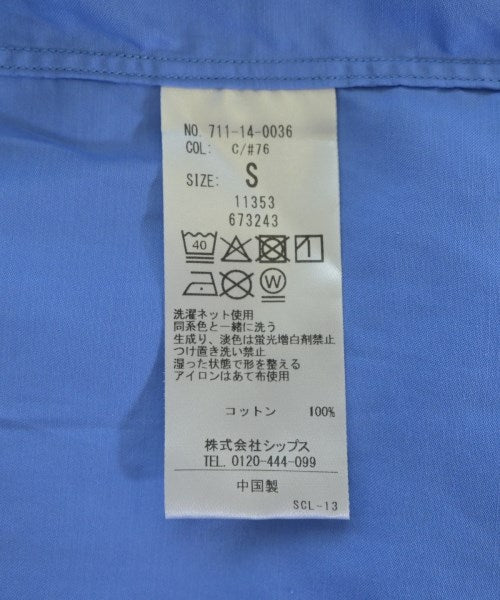 NO. 711-14-0036
COL: C/#76
SIZE: S
11353
673243
40
W
洗濯ネット使用
同系色と一緒に洗う
生成り、淡色は蛍光増白剤禁止
つけ置き洗い禁止
湿った状態で形を整える
アイロンはあて布使用
コットン 100%
株式会社シップス
TEL. 0120-444-099
中国製
SCL-13